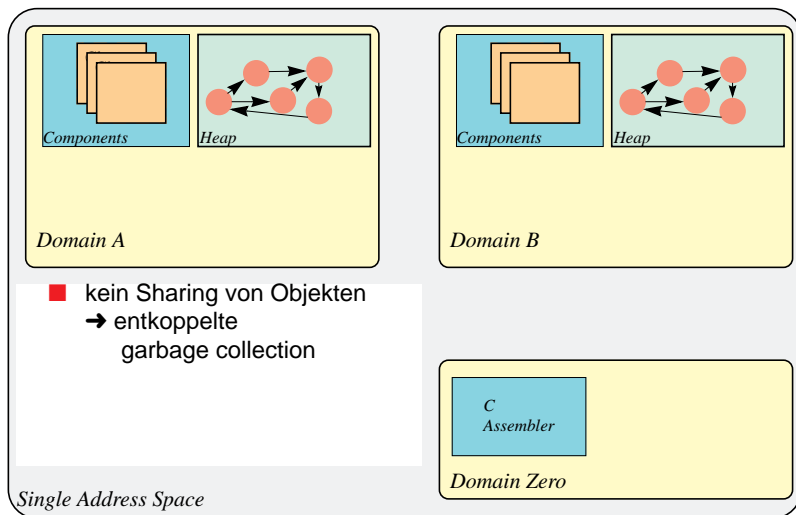 Components
Heap
Domain A
Components
Heap
Domain B
kein Sharing von Objekten
➜ entkoppelte
garbage collection
C
Assembler
Domain Zero
Single Address Space